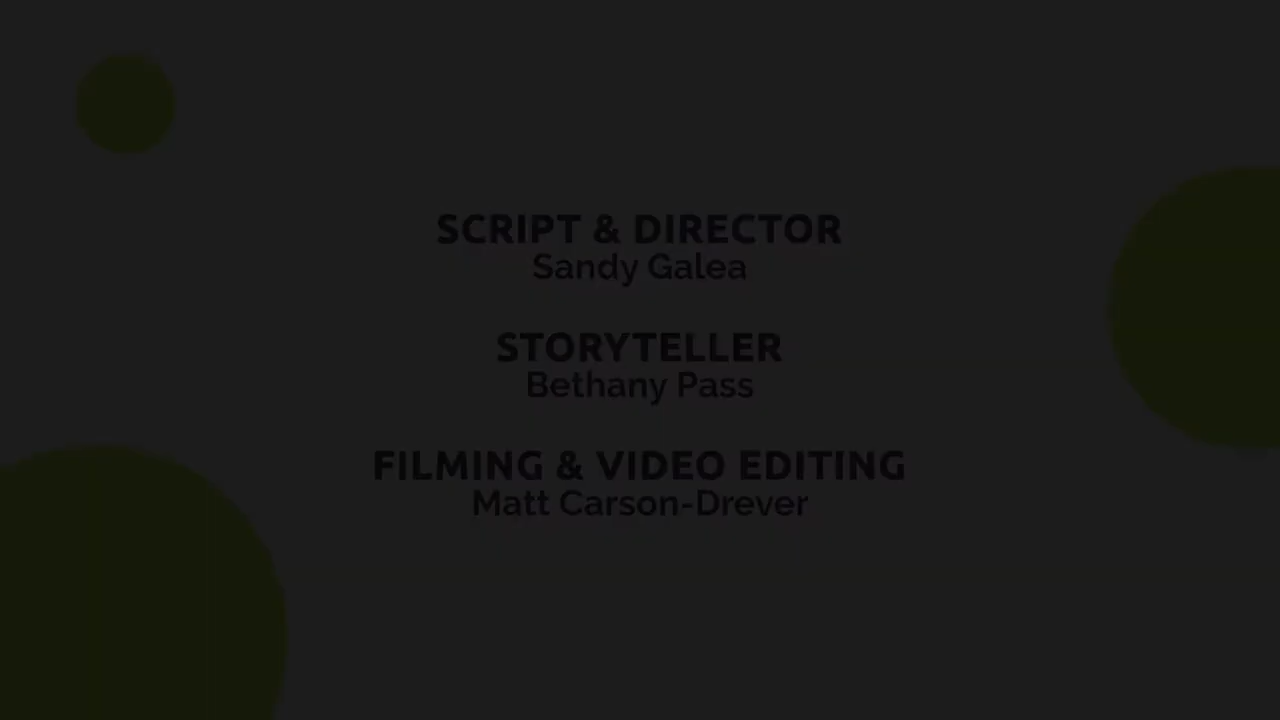 SCRIPT & DIRECTOR
Sandy Galea
STORYTELLER
Bethany Pass
FILMING & VIDEO EDITING
Matt Carson-Drever